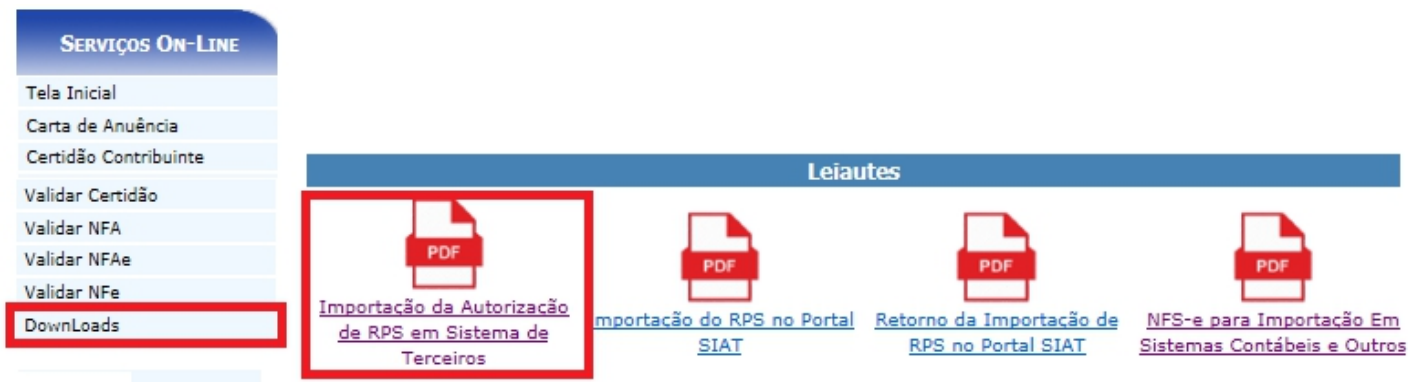 Serviços On-Line
Tela Inicial
Carta de Anuência
Certidão Contribuinte
Validar Certidão
Validar NFA
Validar NFAe
Validar NFe
DownLoads
Leiautes
PDF
Importação da Autorização
de RPS em Sistema de
Terceiros
PDF
mportação do RPS no Portal
SIAT
PDF
Retorno da Importação de
RPS no Portal SIAT
PDF
NFS-e para Importação Em
Sistemas Contábeis e Outros